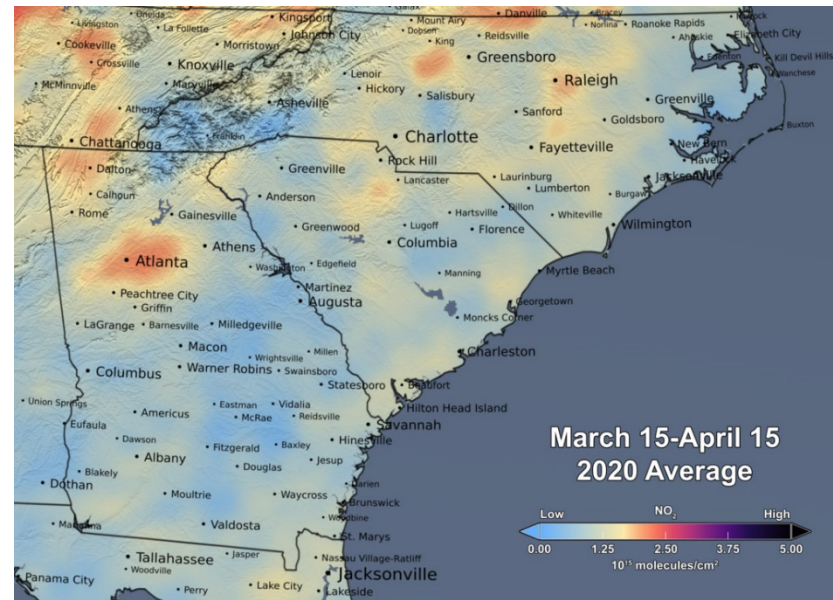 Oneida
Kingsport
Galax
Danville
Bracey
Livingston
La Follette
Mount Airy
Norlina
Roanoke Rapids
Johnson City
Dobson
Reidsville
Elizabeth City
Cookeville
Morristown
King
Ahoskie
Crossville
Knoxville
Greensboro
Edenton
Kill Devil Hills
McMinnville
Maryville
Lenoir
Raleigh
Wanchese
Hickory
Salisbury
Athens
Asheville
Greenville
Sanford
Goldsboro
Buxton
Chattanooga
Franklin
Charlotte
Fayetteville
New Bern
Rock Hill
Havelock
Dalton
Greenville
Lancaster
Laurinburg
Jacksonville
Calhoun
Anderson
Lumberton
Burgaw
Rome
Gainesville
Hartsville
Dillon
Whiteville
Greenwood
Lugoff
Florence
Wilmington
Athens
Columbia
Atlanta
Washington
Edgefield
Manning
Myrtle Beach
Peachtree City
Martinez
Griffin
Augusta
Georgetown
LaGrange
Barnesville
Milledgeville
Moncks Corner
Macon
Millen
Charleston
Wrightsville
Columbus
Warner Robins
Swainsboro
Statesboro
Beaufort
Union Springs
Eastman
Vidalia
Hilton Head Island
Americus
McRae
Reidsville
Eufaula
Savannah
Dawson
Fitzgerald
Baxley
Hinesville
Albany
Jesup
Blakely
Douglas
Dothan
Moultrie
Waycross
Darien
Brunswick
Marianna
Valdosta
Woodbine
St. Marys
Tallahassee
Jasper
Nassau Village-Ratliff
Woodville
Panama City
Perry
Lake City
Jacksonville
Lakeside
March 15-April 15
2020 Average
Low NO₂ High
0.00 1.25 2.50 3.75 5.00
10¹⁵ molecules/cm²